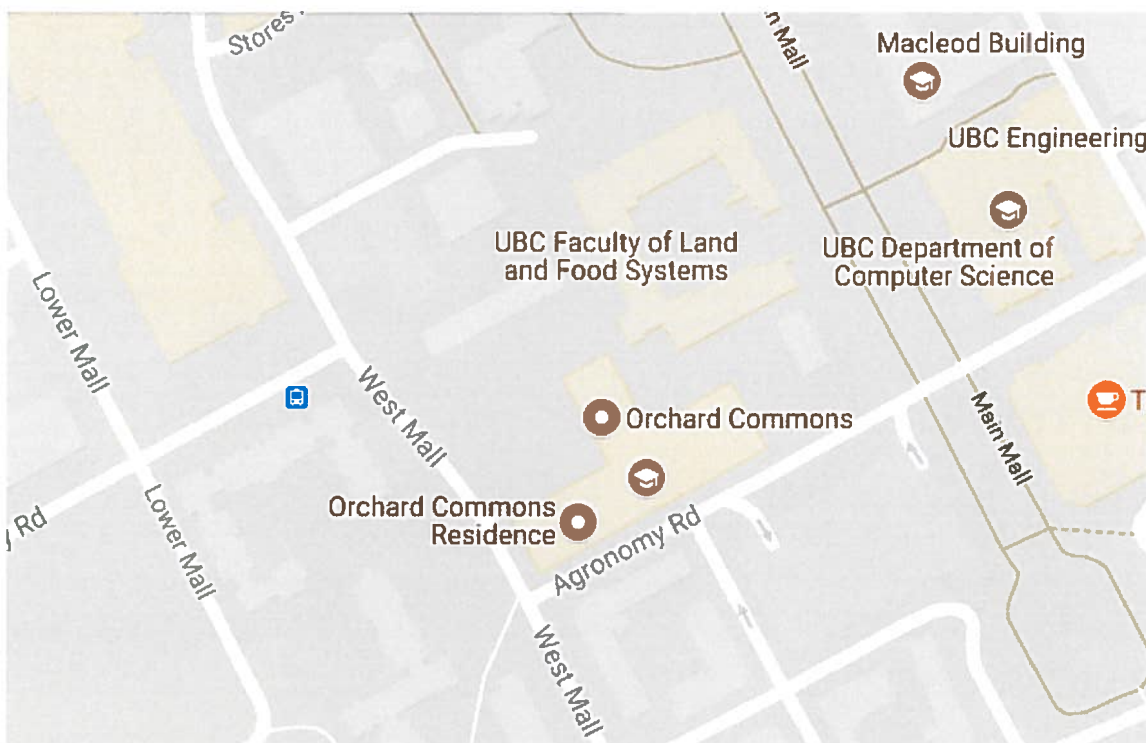 Stores
n Mall
Macleod Building
UBC Engineering
UBC Faculty of Land
and Food Systems
UBC Department of
Computer Science
Lower Mall
West Mall
Orchard Commons
Main Mall
T
Orchard Commons
Residence
Lower Mall
y Rd
Agronomy Rd
West Mall